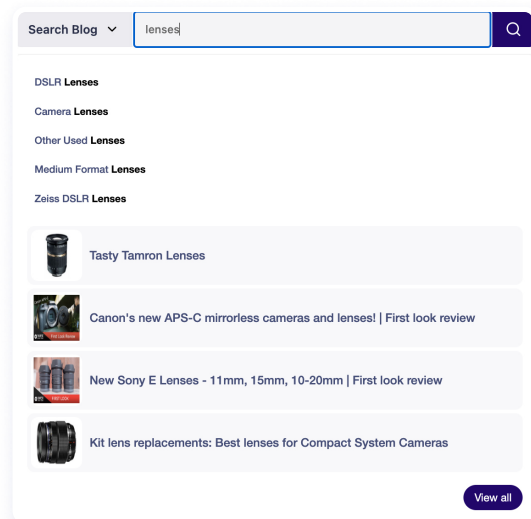 Search Blog
lenses
DSLR Lenses
Camera Lenses
Other Used Lenses
Medium Format Lenses
Zeiss DSLR Lenses
Tasty Tamron Lenses
Canon's new APS-C mirrorless cameras and lenses! | First look review
New Sony E Lenses - 11mm, 15mm, 10-20mm | First look review
Kit lens replacements: Best lenses for Compact System Cameras
View all